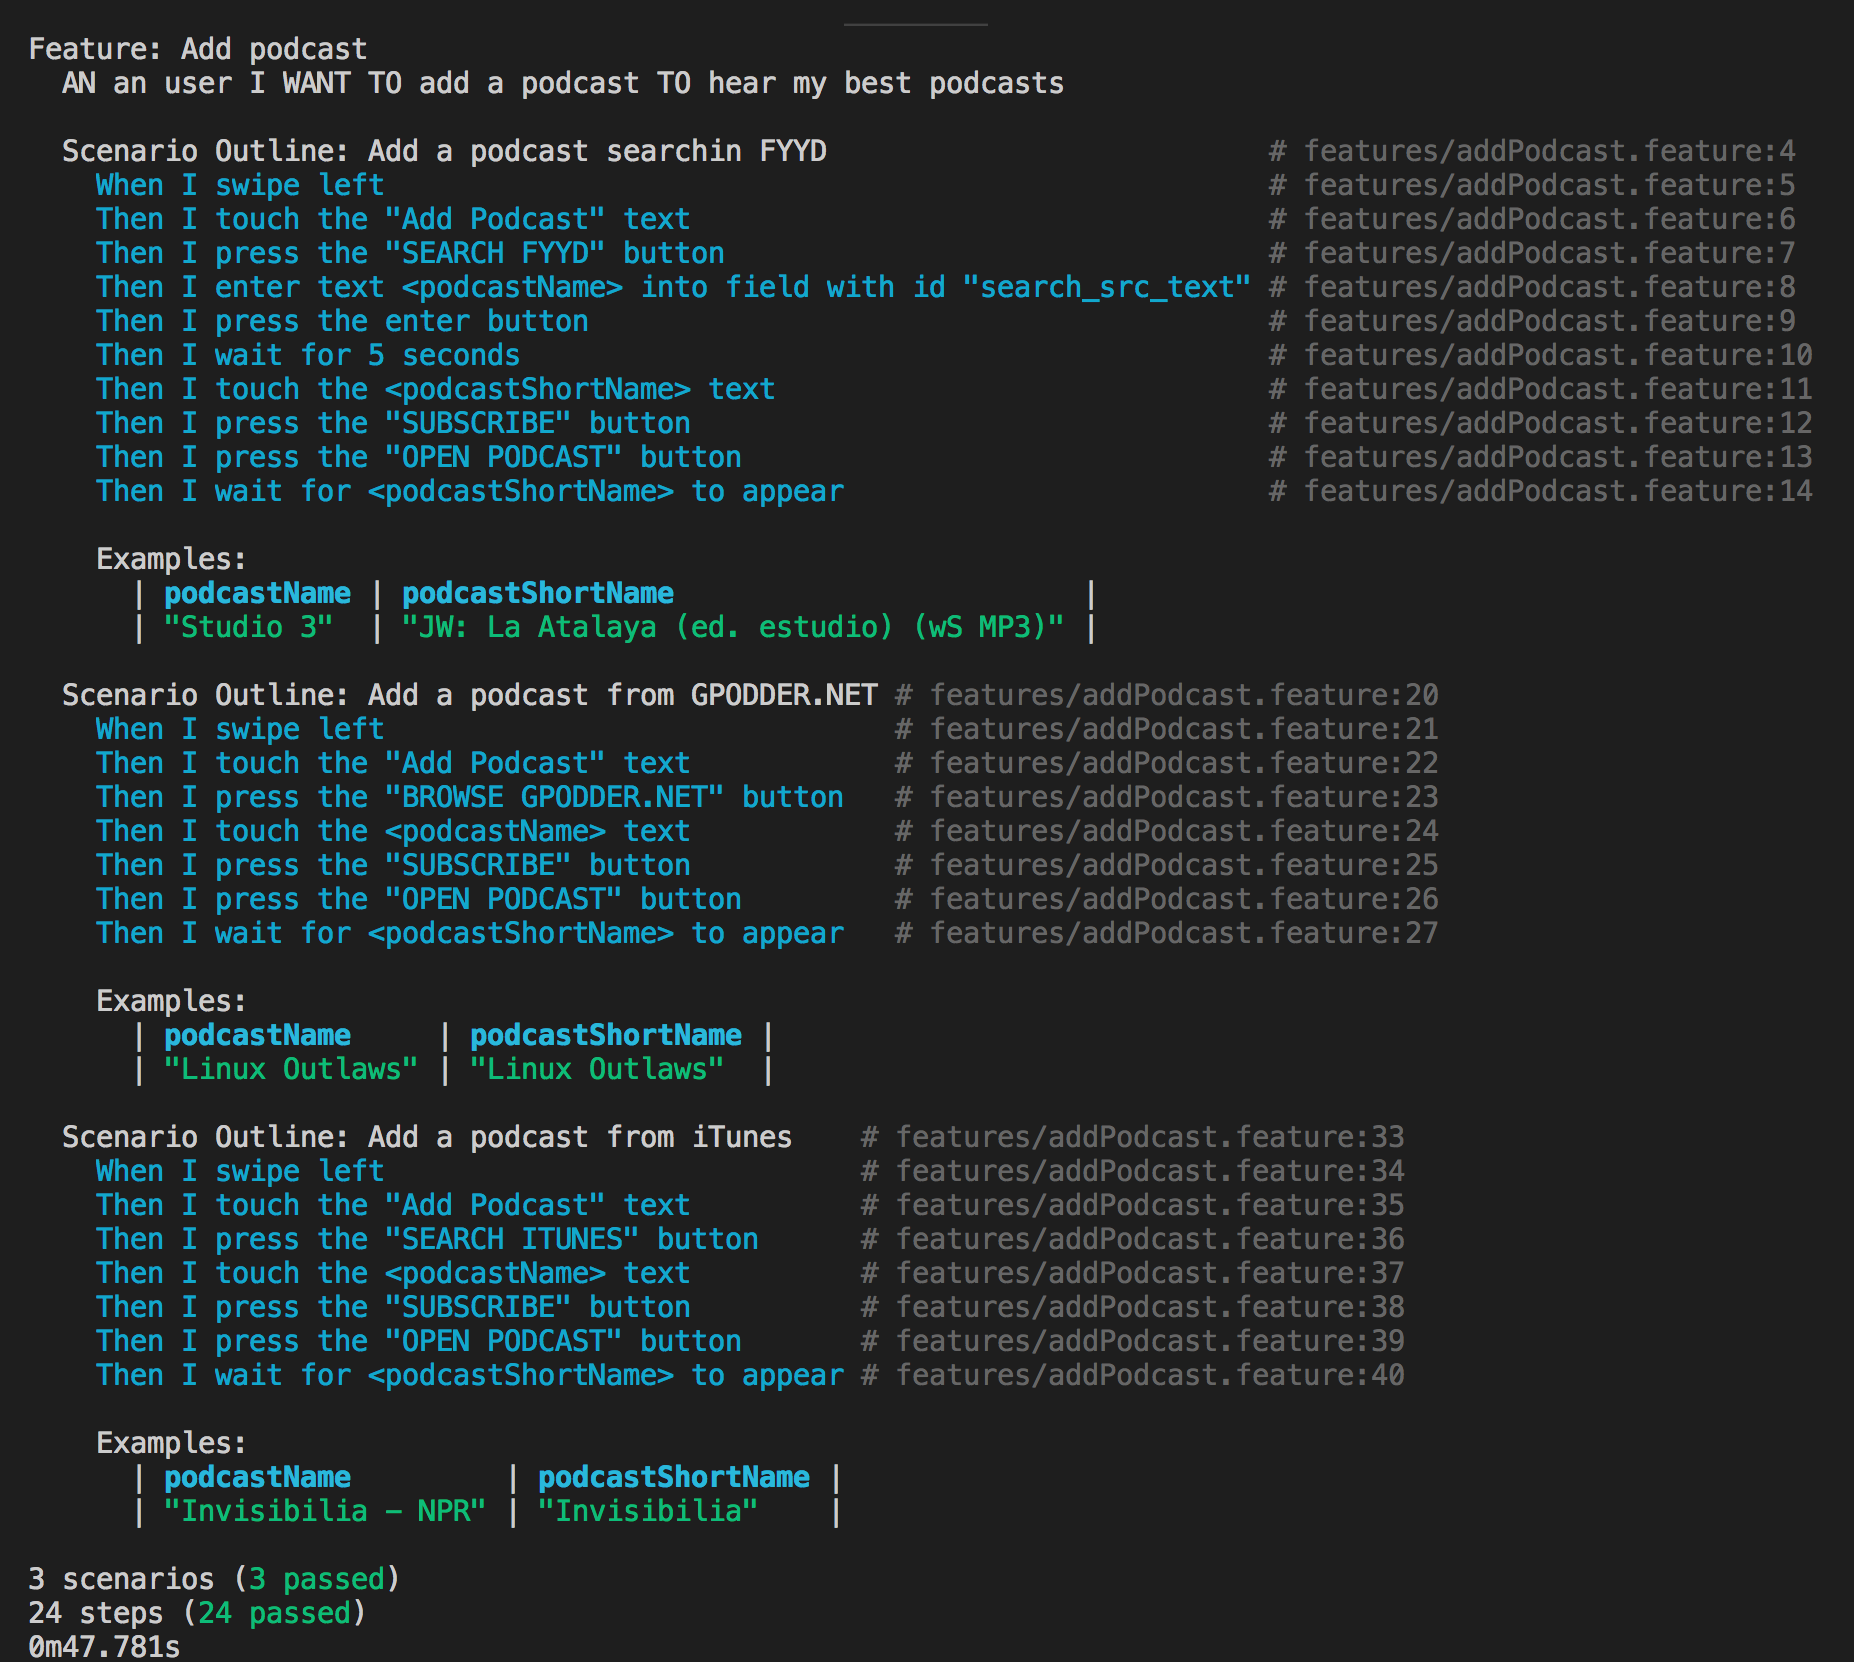 Feature: Add podcast
AN an user I WANT TO add a podcast TO hear my best podcasts
Scenario Outline: Add a podcast searchin FYYD # features/addPodcast.feature:4
When I swipe left # features/addPodcast.feature:5
Then I touch the "Add Podcast" text # features/addPodcast.feature:6
Then I press the "SEARCH FYYD" button # features/addPodcast.feature:7
Then I enter text <podcastName> into field with id "search_src_text" # features/addPodcast.feature:8
Then I press the enter button # features/addPodcast.feature:9
Then I wait for 5 seconds # features/addPodcast.feature:10
Then I touch the <podcastShortName> text # features/addPodcast.feature:11
Then I press the "SUBSCRIBE" button # features/addPodcast.feature:12
Then I press the "OPEN PODCAST" button # features/addPodcast.feature:13
Then I wait for <podcastShortName> to appear # features/addPodcast.feature:14
Examples:
| podcastName | podcastShortName |
| "Studio 3" | "JW: La Atalaya (ed. estudio) (wS MP3)" |
Scenario Outline: Add a podcast from GPODDER.NET # features/addPodcast.feature:20
When I swipe left # features/addPodcast.feature:21
Then I touch the "Add Podcast" text # features/addPodcast.feature:22
Then I press the "BROWSE GPODDER.NET" button # features/addPodcast.feature:23
Then I touch the <podcastName> text # features/addPodcast.feature:24
Then I press the "SUBSCRIBE" button # features/addPodcast.feature:25
Then I press the "OPEN PODCAST" button # features/addPodcast.feature:26
Then I wait for <podcastShortName> to appear # features/addPodcast.feature:27
Examples:
| podcastName | podcastShortName |
| "Linux Outlaws" | "Linux Outlaws" |
Scenario Outline: Add a podcast from iTunes # features/addPodcast.feature:33
When I swipe left # features/addPodcast.feature:34
Then I touch the "Add Podcast" text # features/addPodcast.feature:35
Then I press the "SEARCH ITUNES" button # features/addPodcast.feature:36
Then I touch the <podcastName> text # features/addPodcast.feature:37
Then I press the "SUBSCRIBE" button # features/addPodcast.feature:38
Then I press the "OPEN PODCAST" button # features/addPodcast.feature:39
Then I wait for <podcastShortName> to appear # features/addPodcast.feature:40
Examples:
| podcastName | podcastShortName |
| "Invisibilia – NPR" | "Invisibilia" |
3 scenarios (3 passed)
24 steps (24 passed)
0m47.781s